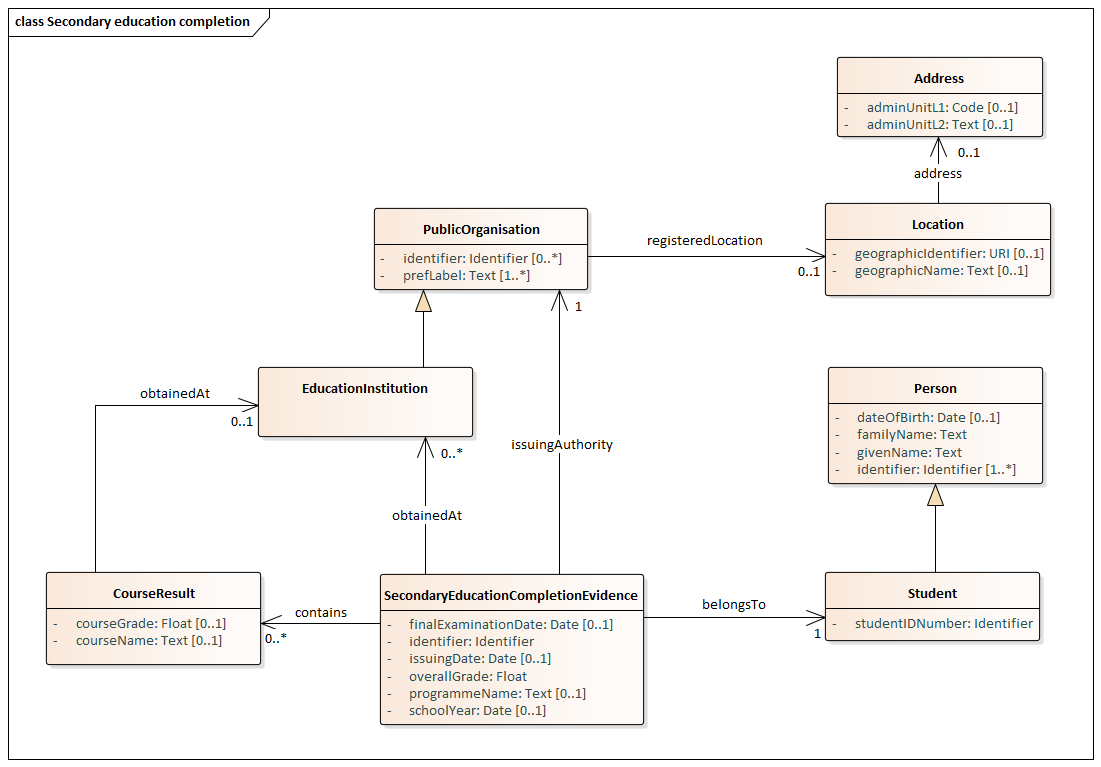 class Secondary education completion
Address
- adminUnitL1: Code [0..1]
- adminUnitL2: Text [0..1]
0..1
address
PublicOrganisation
- identifier: Identifier [0..*]
- prefLabel: Text [1..*]
registeredLocation
0..1
Location
- geographicIdentifier: URI [0..1]
- geographicName: Text [0..1]
1
EducationInstitution
obtainedAt
0..1
0..*
issuingAuthority
obtainedAt
Person
- dateOfBirth: Date [0..1]
- familyName: Text
- givenName: Text
- identifier: Identifier [1..*]
CourseResult
- courseGrade: Float [0..1]
- courseName: Text [0..1]
contains
0..*
SecondaryEducationCompletionEvidence
- finalExaminationDate: Date [0..1]
- identifier: Identifier
- issuingDate: Date [0..1]
- overallGrade: Float
- programmeName: Text [0..1]
- schoolYear: Date [0..1]
belongsTo
1
Student
- studentIDNumber: Identifier